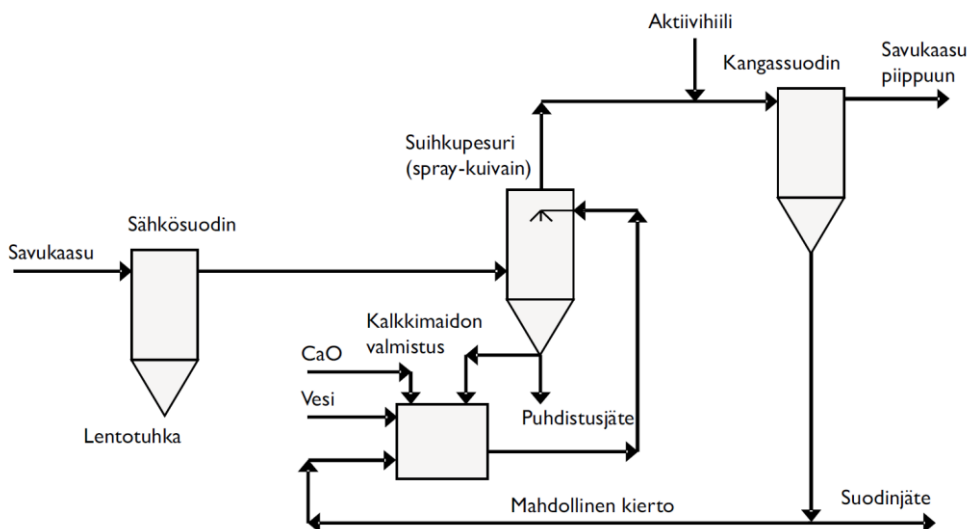 Aktiivihiili
Kangassuodin
Savukaasu
piippuun
Suihkupesuri
(spray-kuivain)
Sähkösuodin
Savukaasu
Kalkkimaidon
valmistus
CaO
Vesi
Puhdistusjäte
Lentotuhka
Mahdollinen kierto
Suodinjäte